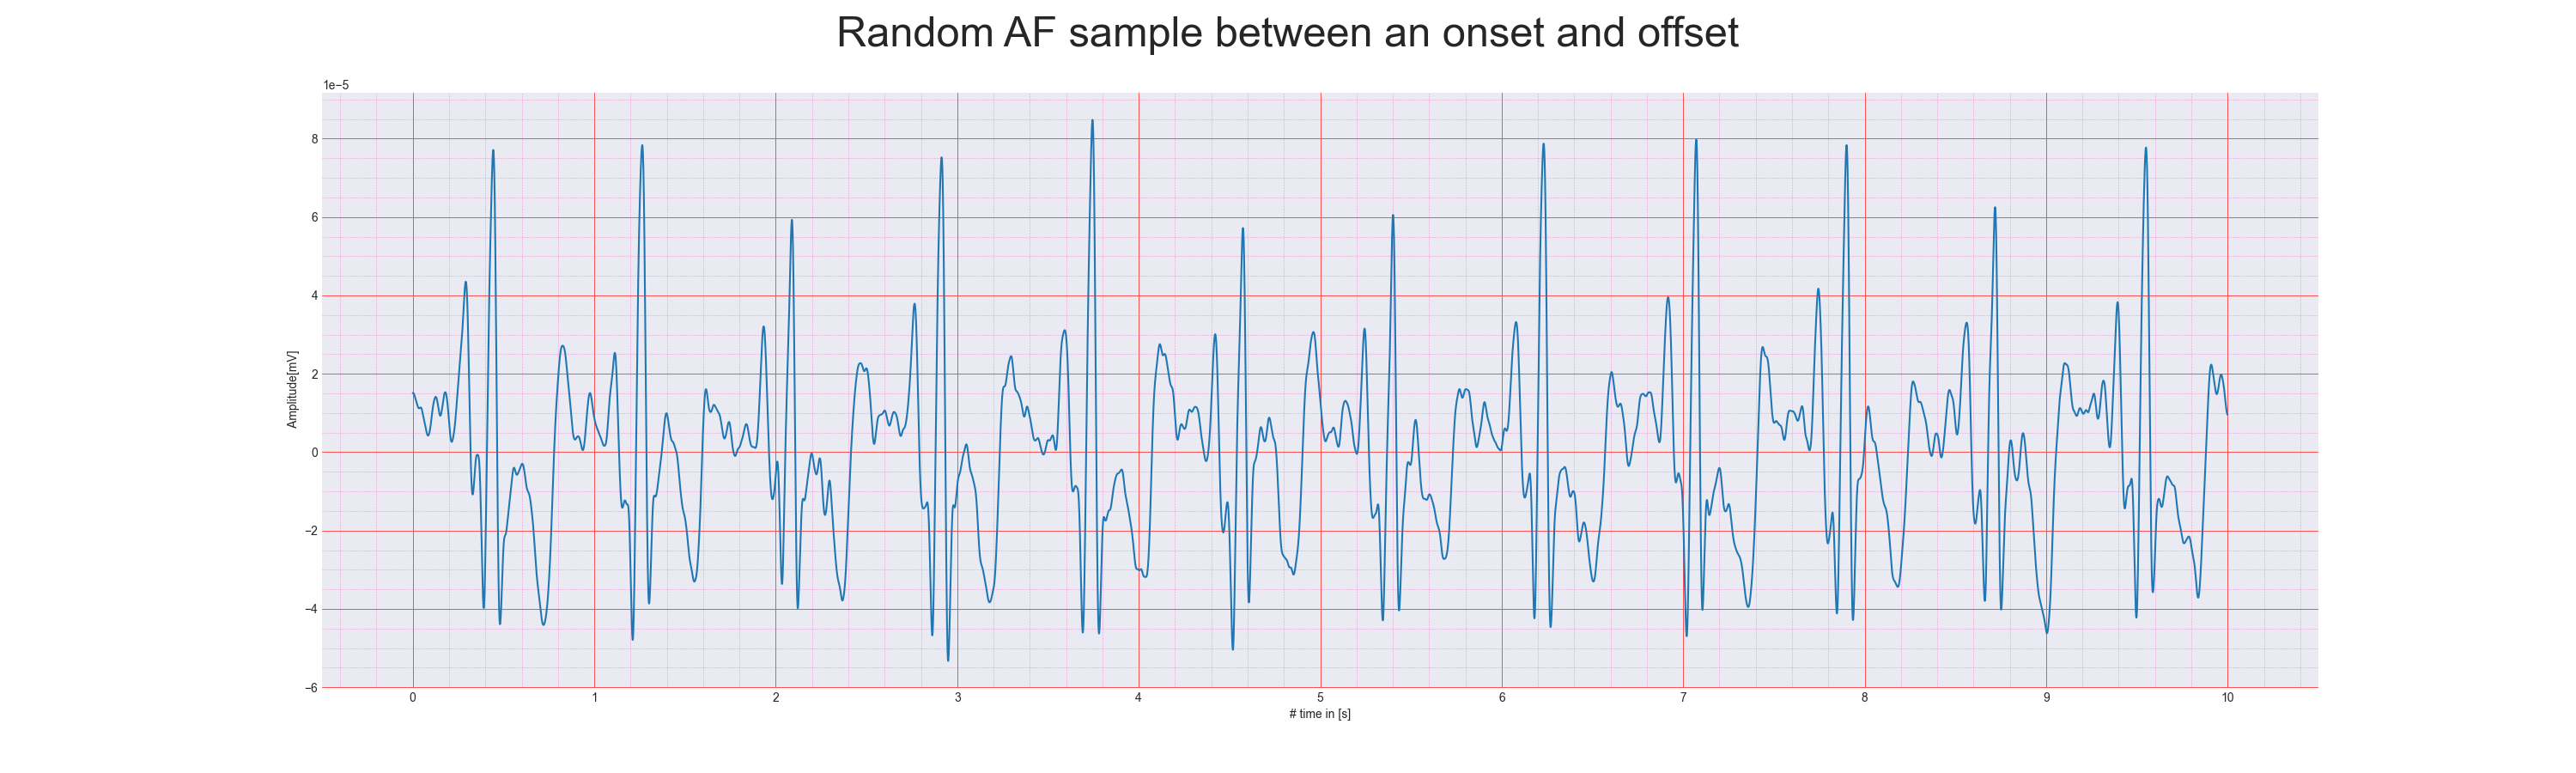 Random AF sample between an onset and offset
1e−5
8
6
4
2
0
−2
−4
−6
Amplitude[mV]
0 1 2 3 4 5 6 7 8 9 10
# time in [s]